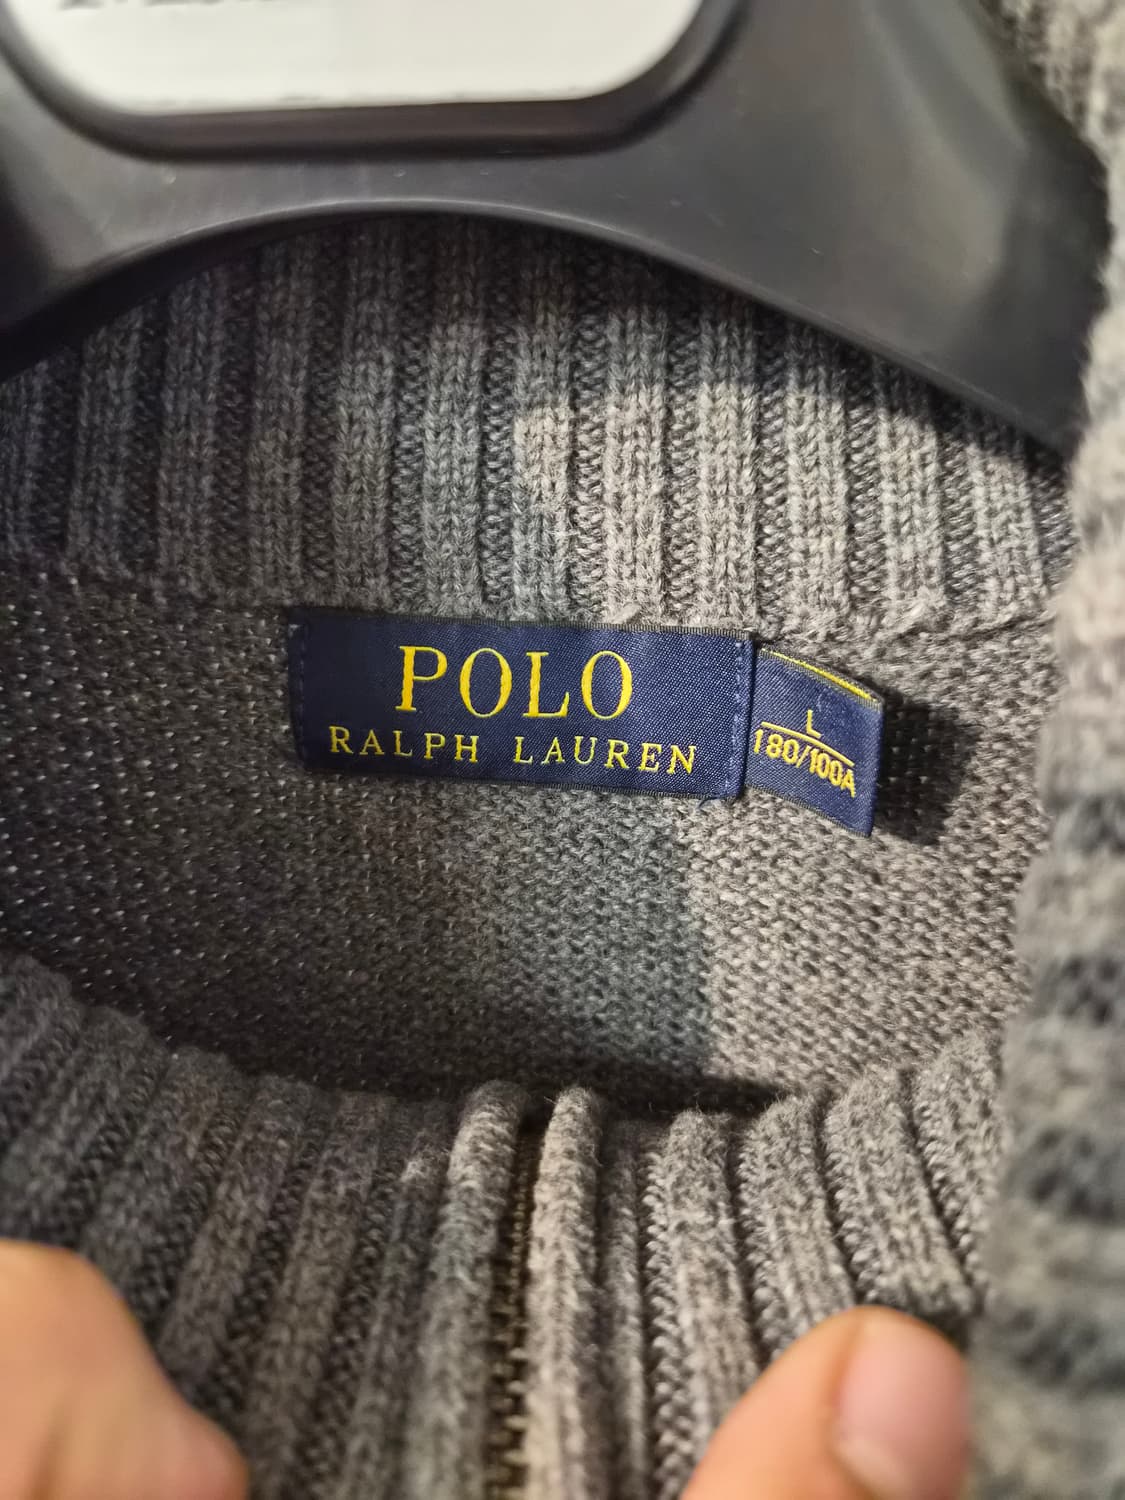 POLO
RALPH LAUREN
L
180/100A